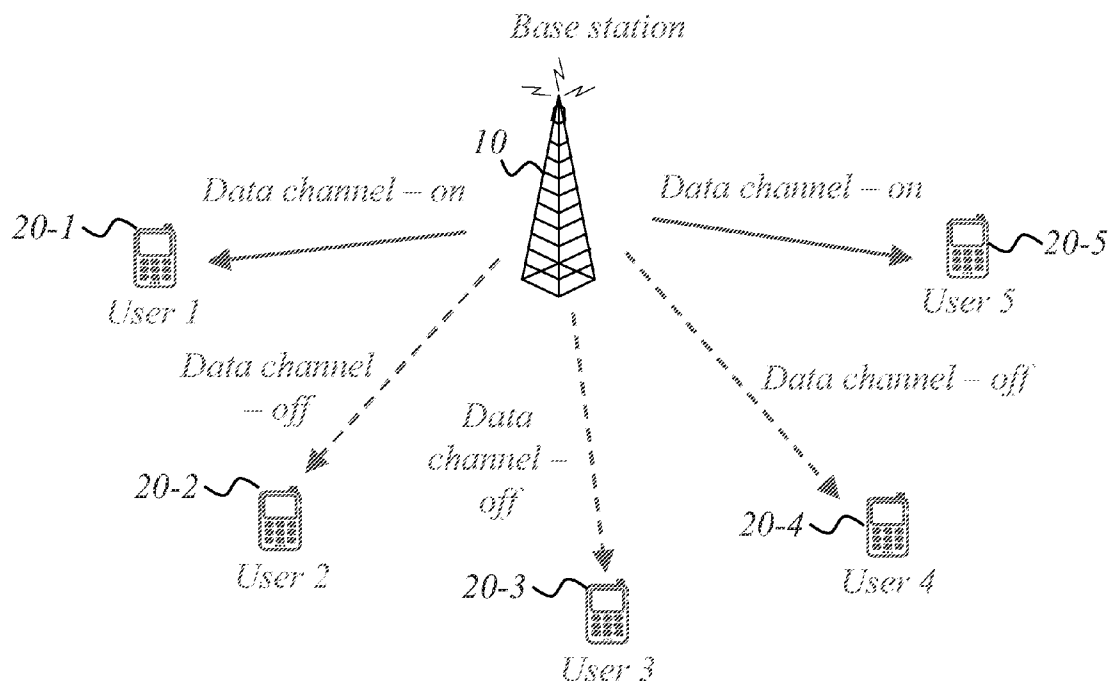 Base station
10
Data channel – on
Data channel – on
20-1
20-5
User 1
User 5
Data channel
– off
Data channel – off
Data
channel –
off
20-2
20-4
User 2
User 4
20-3
User 3